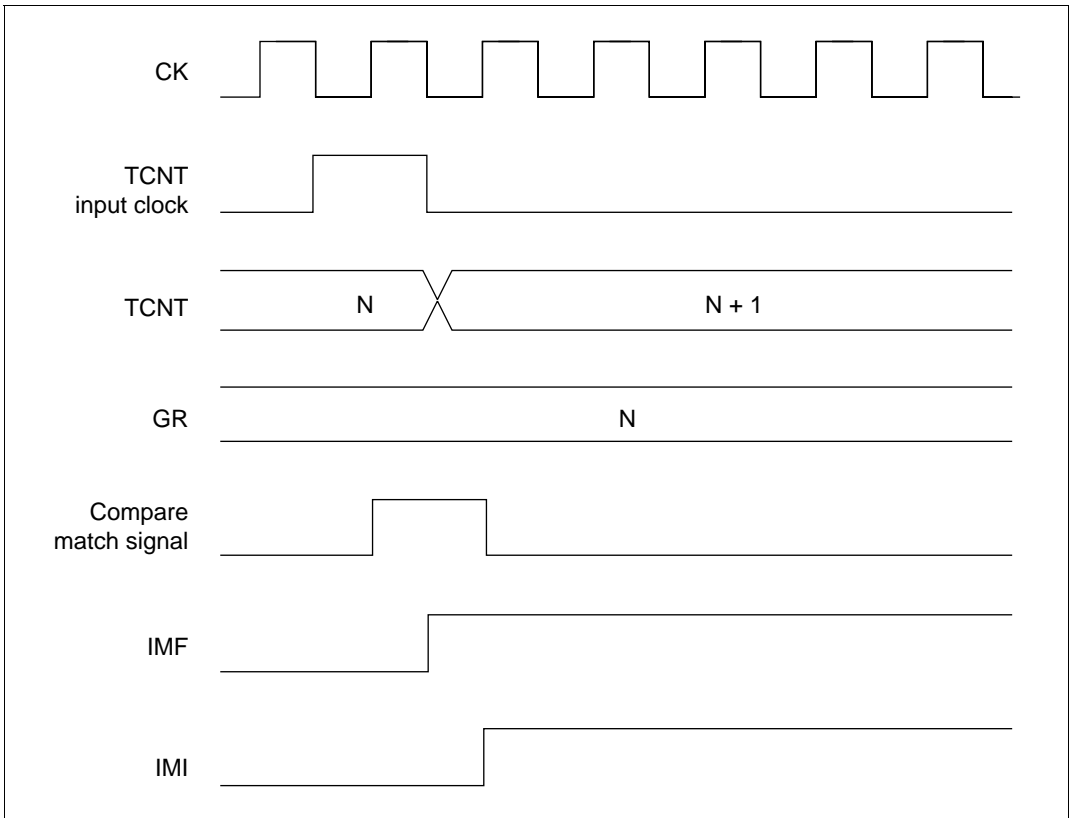 CK
TCNT
input clock
TCNT
N
N + 1
GR
N
Compare
match signal
IMF
IMI